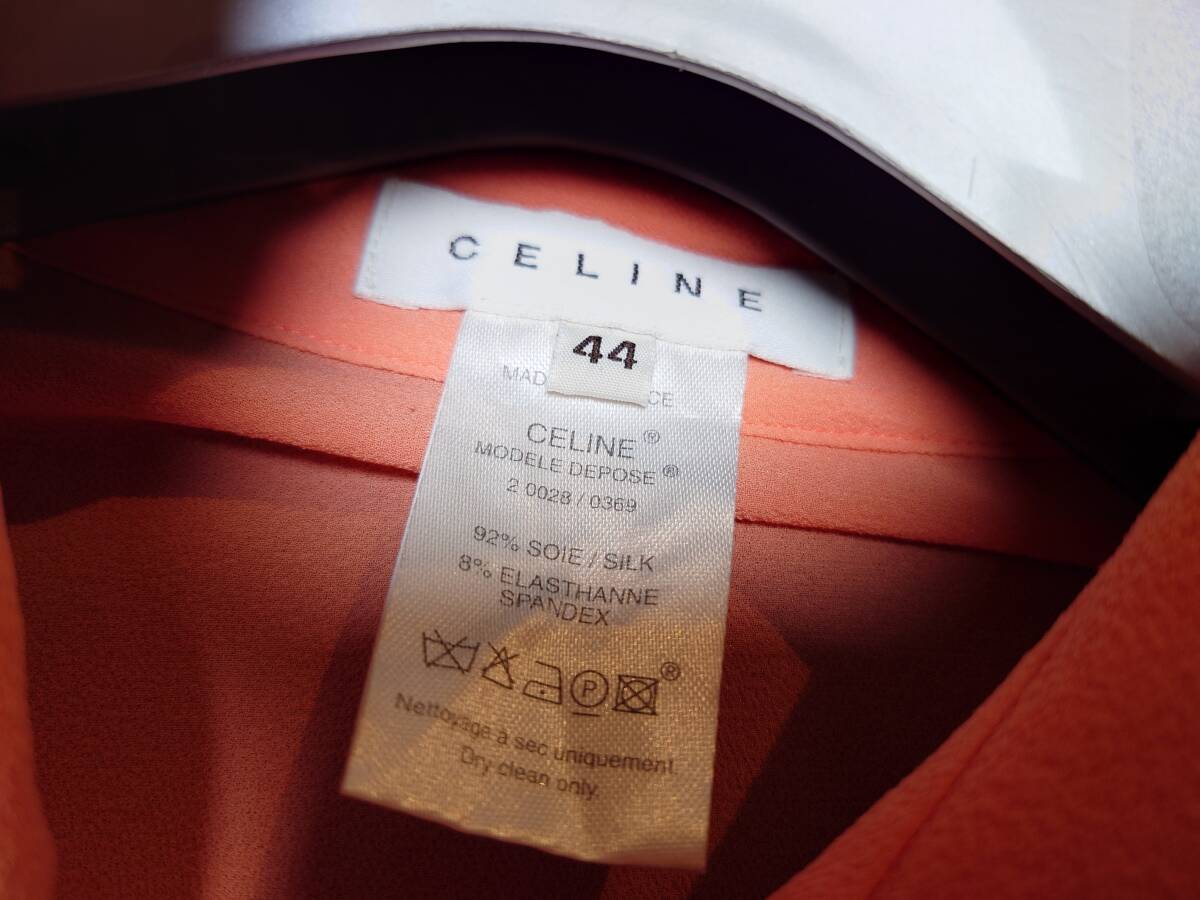 CELINE
44
MAD CE
CELINE®
MODELE DEPOSE®
2 0028 / 0369
92% SOIE / SILK
8% ELASTHANNE
SPANDEX
P ®
Nettoyage à sec uniquement.
Dry clean only.